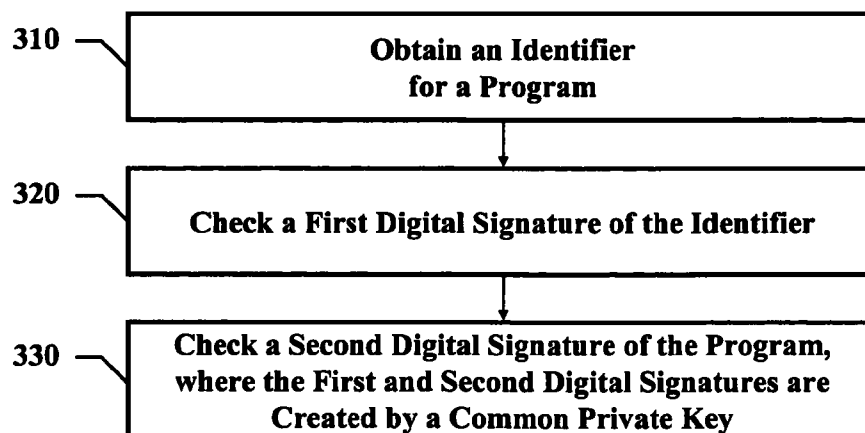 310
Obtain an Identifier
for a Program
320
Check a First Digital Signature of the Identifier
330
Check a Second Digital Signature of the Program,
where the First and Second Digital Signatures are
Created by a Common Private Key